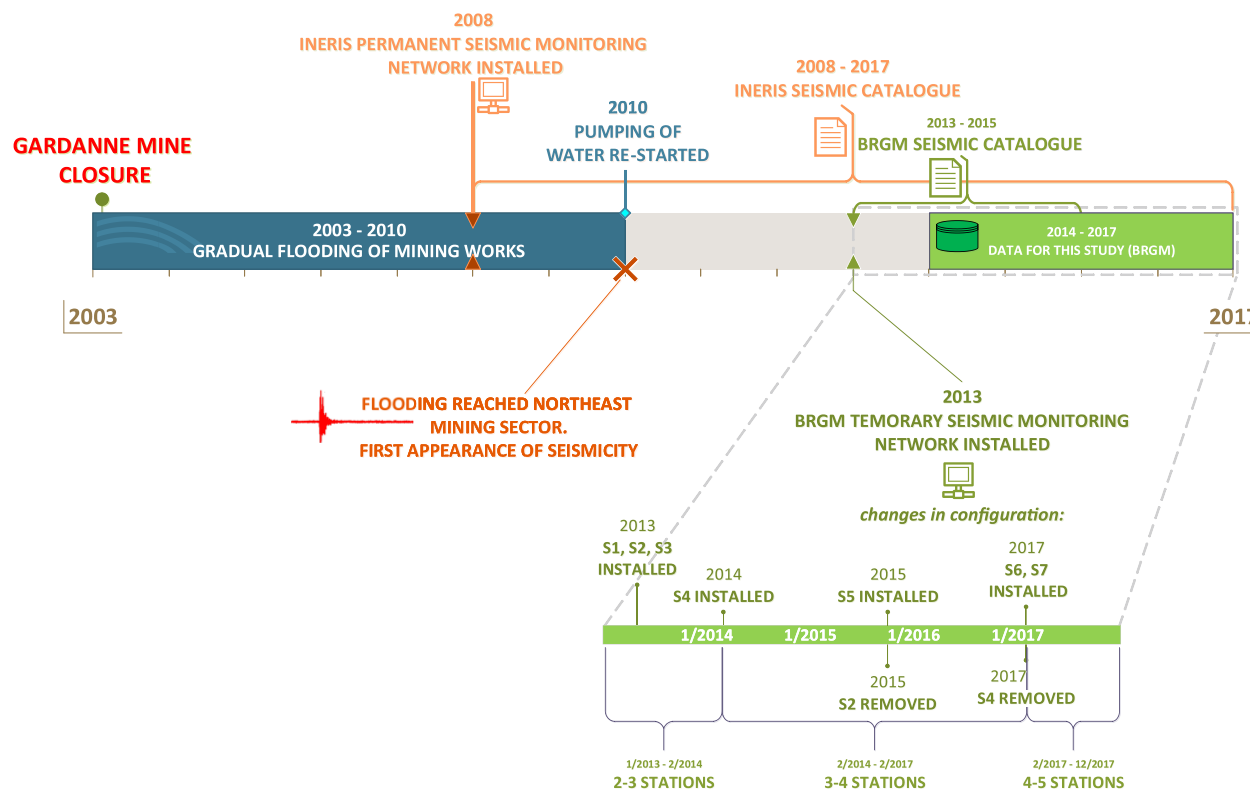 2008
INERIS PERMANENT SEISMIC MONITORING
NETWORK INSTALLED
2008 - 2017
INERIS SEISMIC CATALOGUE
2010
PUMPING OF
WATER RE-STARTED
2013 - 2015
BRGM SEISMIC CATALOGUE
GARDANNE MINE
CLOSURE
2003 - 2010
GRADUAL FLOODING OF MINING WORKS
2014 - 2017
DATA FOR THIS STUDY (BRGM)
2003
2017
FLOODING REACHED NORTHEAST
MINING SECTOR.
FIRST APPEARANCE OF SEISMICITY
2013
BRGM TEMORARY SEISMIC MONITORING
NETWORK INSTALLED
changes in configuration:
2013
S1, S2, S3
INSTALLED
2014
S4 INSTALLED
2015
S5 INSTALLED
2017
S6, S7
INSTALLED
1/2014
1/2015
1/2016
1/2017
2015
S2 REMOVED
2017
S4 REMOVED
1/2013 - 2/2014
2-3 STATIONS
2/2014 - 2/2017
3-4 STATIONS
2/2017 - 12/2017
4-5 STATIONS